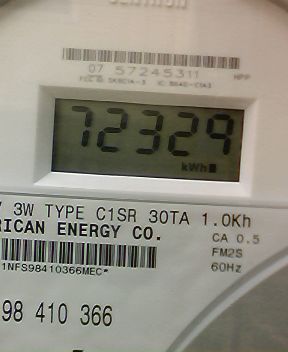 07 57245311 HPP
72329
kWh
3W TYPE C1SR 30TA 1.0Kh
RICAN ENERGY CO. CA 0.5
FM2S
1NFS98410366MEC* 60Hz
98 410 366